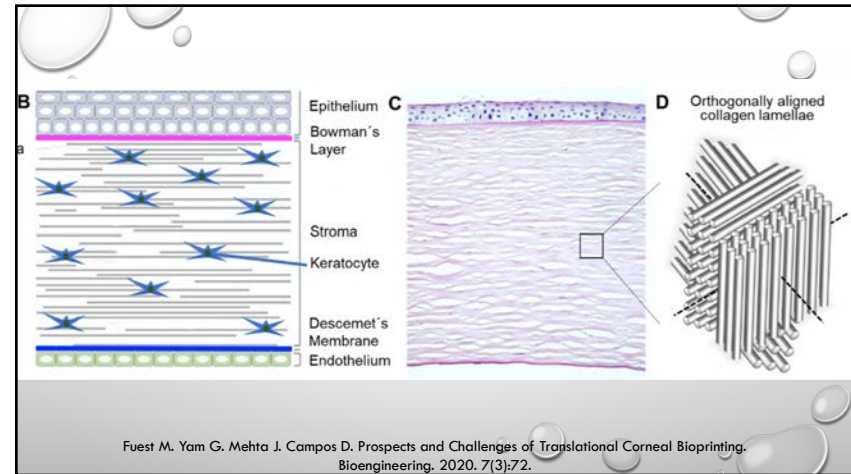 B
Epithelium
Bowman´s
Layer
a
Stroma
Keratocyte
Descemet´s
Membrane
Endothelium
C
D
Orthogonally aligned
collagen lamellae
Fuest M. Yam G. Mehta J. Campos D. Prospects and Challenges of Translational Corneal Bioprinting.
Bioengineering. 2020. 7(3):72.